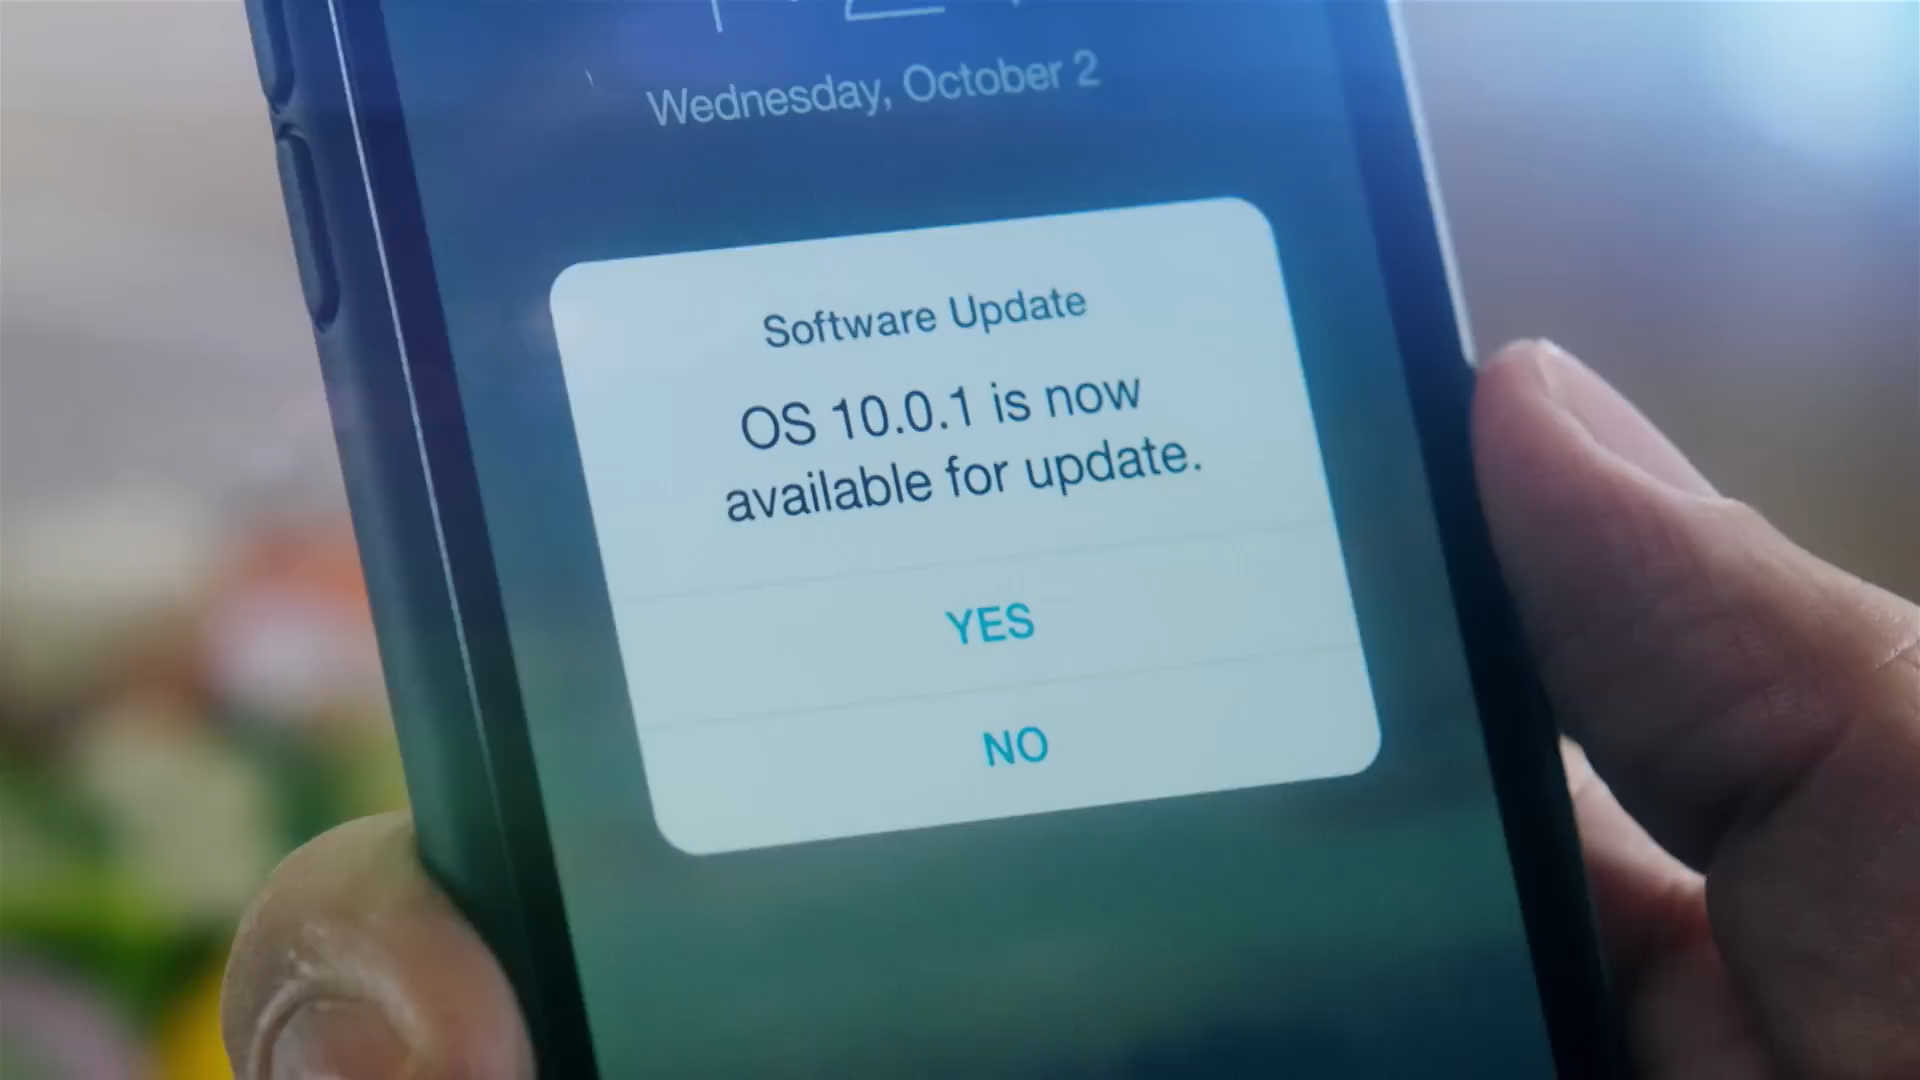 Wednesday, October 2
Software Update
OS 10.0.1 is now
available for update.
YES
NO